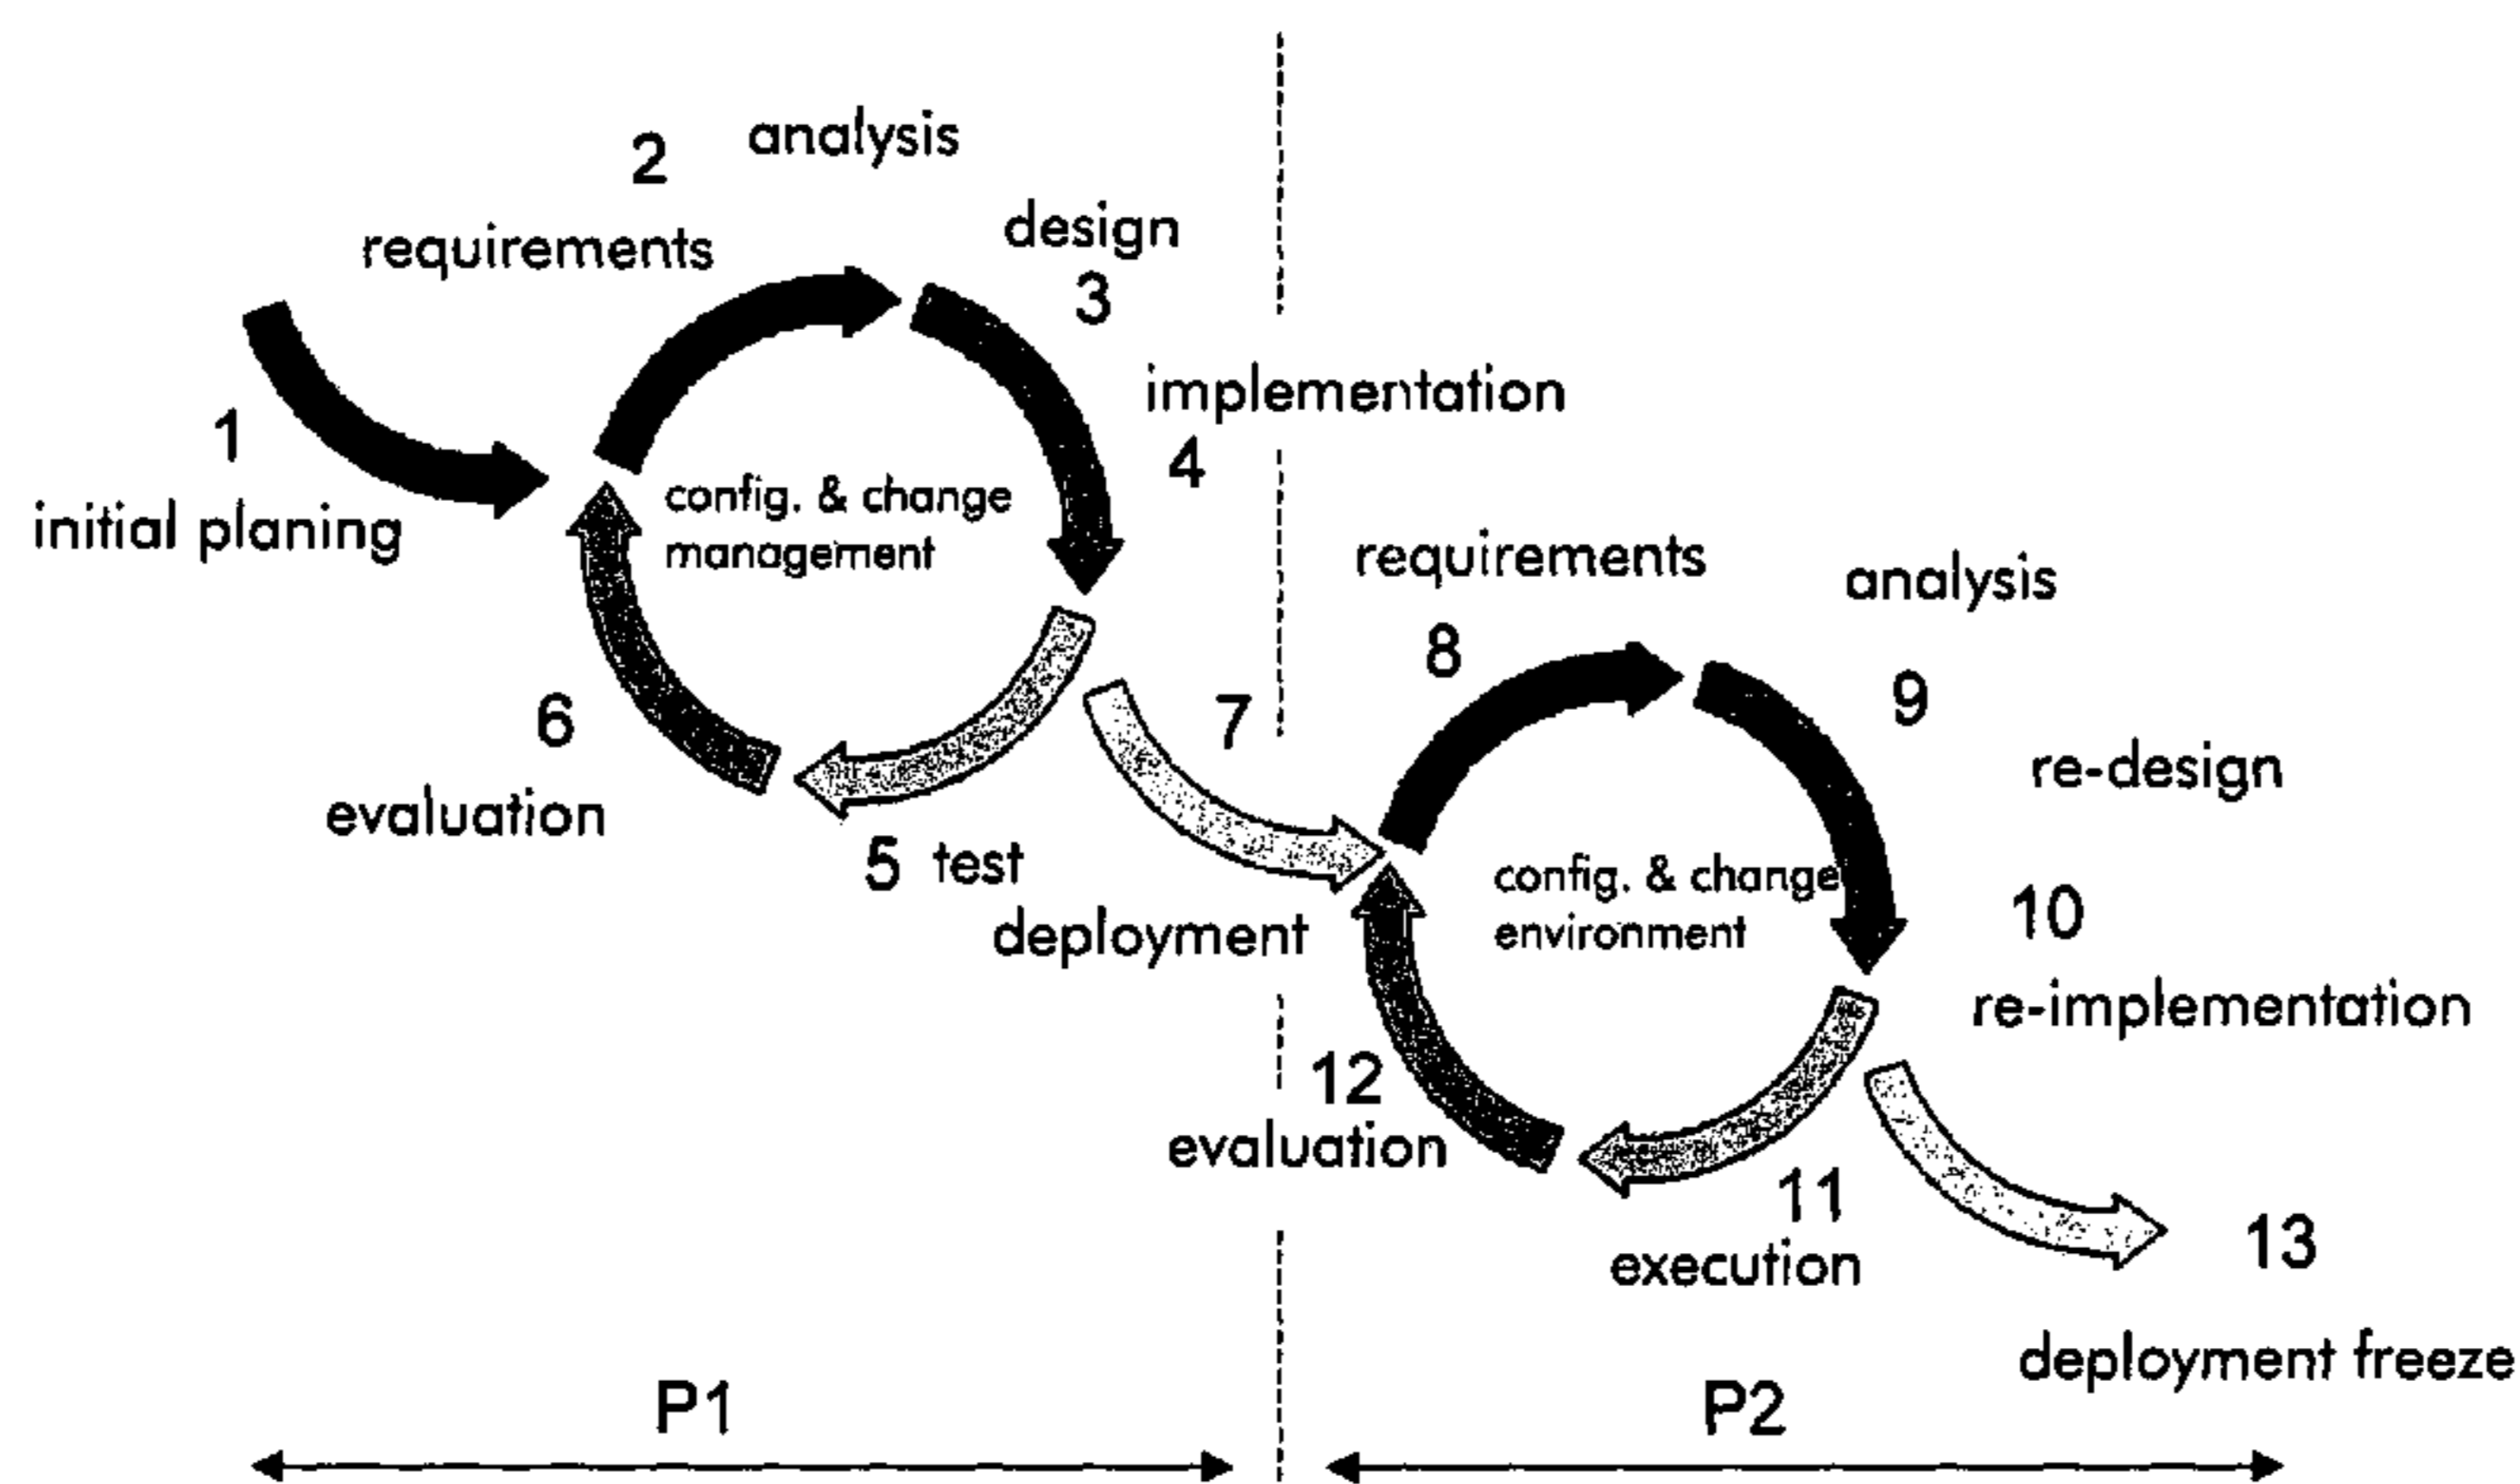 2 analysis
requirements
design
3
implementation
4
1
initial planing
config. & change
management
6
evaluation
5 test
7
deployment
requirements
8
analysis
9
re-design
config. & change
environment
10
re-implementation
12
evaluation
11
execution
13
deployment freeze
P1
P2